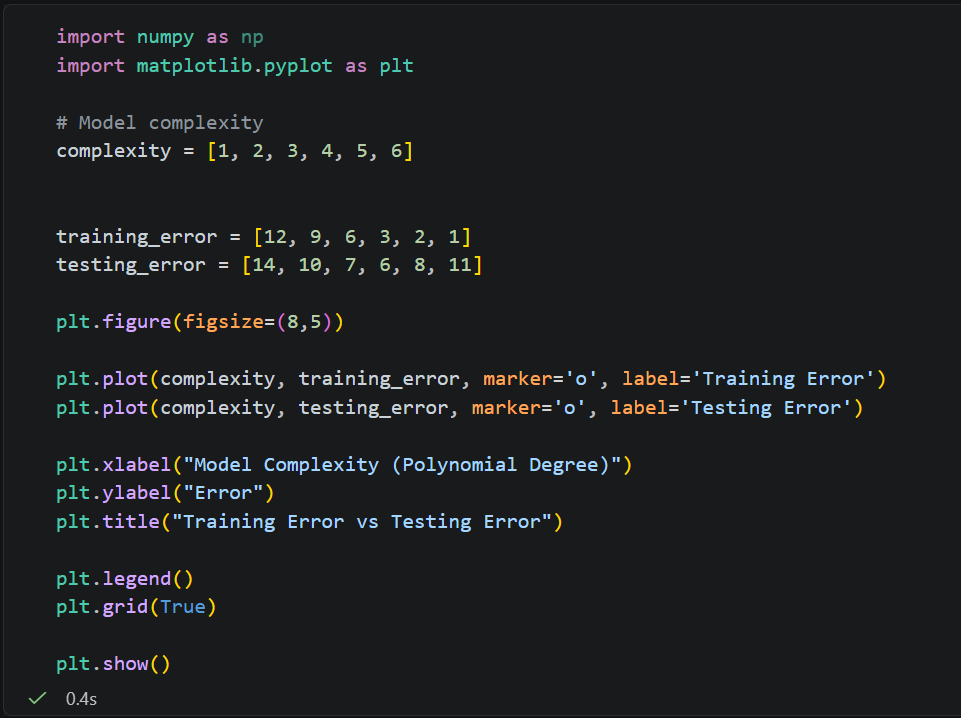 import numpy as np
import matplotlib.pyplot as plt
# Model complexity
complexity = [1, 2, 3, 4, 5, 6]
training_error = [12, 9, 6, 3, 2, 1]
testing_error = [14, 10, 7, 6, 8, 11]
plt.figure(figsize=(8,5))
plt.plot(complexity, training_error, marker='o', label='Training Error')
plt.plot(complexity, testing_error, marker='o', label='Testing Error')
plt.xlabel("Model Complexity (Polynomial Degree)")
plt.ylabel("Error")
plt.title("Training Error vs Testing Error")
plt.legend()
plt.grid(True)
plt.show()
0.4s